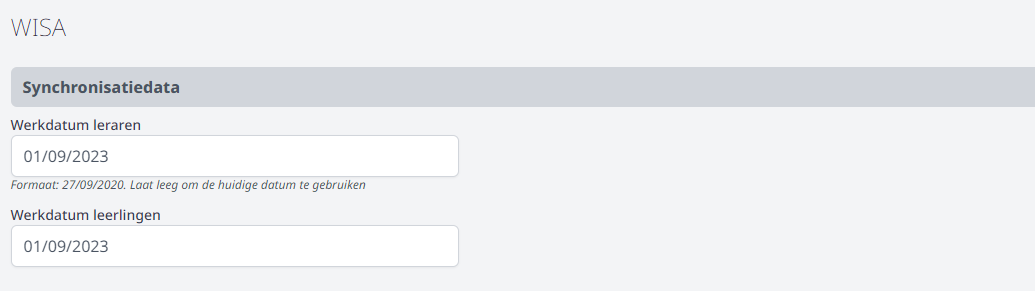 WISA
Synchronisatiedata
Werkdatum leraren
01/09/2023
Formaat: 27/09/2020. Laat leeg om de huidige datum te gebruiken
Werkdatum leerlingen
01/09/2023